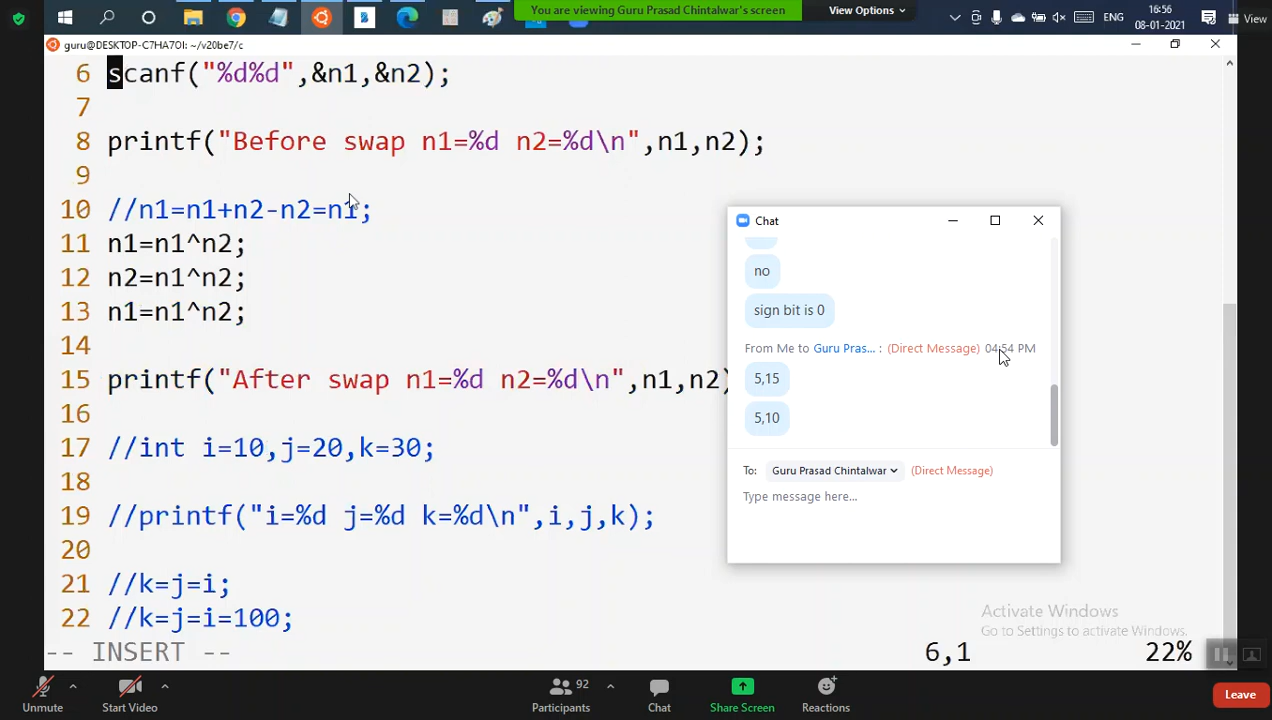 You are viewing Guru Prasad Chintalwar's screen
View Options
ENG
16:56
08-01-2021
View
guru@DESKTOP-C7HA7OI: ~/v20be7/c
6 scanf("%d%d",&n1,&n2);
7
8 printf("Before swap n1=%d n2=%d\n",n1,n2);
9
10 //n1=n1+n2-n2=n1;
11 n1=n1^n2;
12 n2=n1^n2;
13 n1=n1^n2;
14
15 printf("After swap n1=%d n2=%d\n",n1,n2)
16
17 //int i=10,j=20,k=30;
18
19 //printf("i=%d j=%d k=%d\n",i,j,k);
20
21 //k=j=i;
22 //k=j=i=100;
-- INSERT --
6,1
22%
Chat
no
sign bit is 0
From Me to Guru Pras... : (Direct Message) 04:54 PM
5,15
5,10
To: Guru Prasad Chintalwar (Direct Message)
Type message here...
Activate Windows
Go to Settings to activate Windows.
Unmute
Start Video
92
Participants
Chat
Share Screen
Reactions
Leave